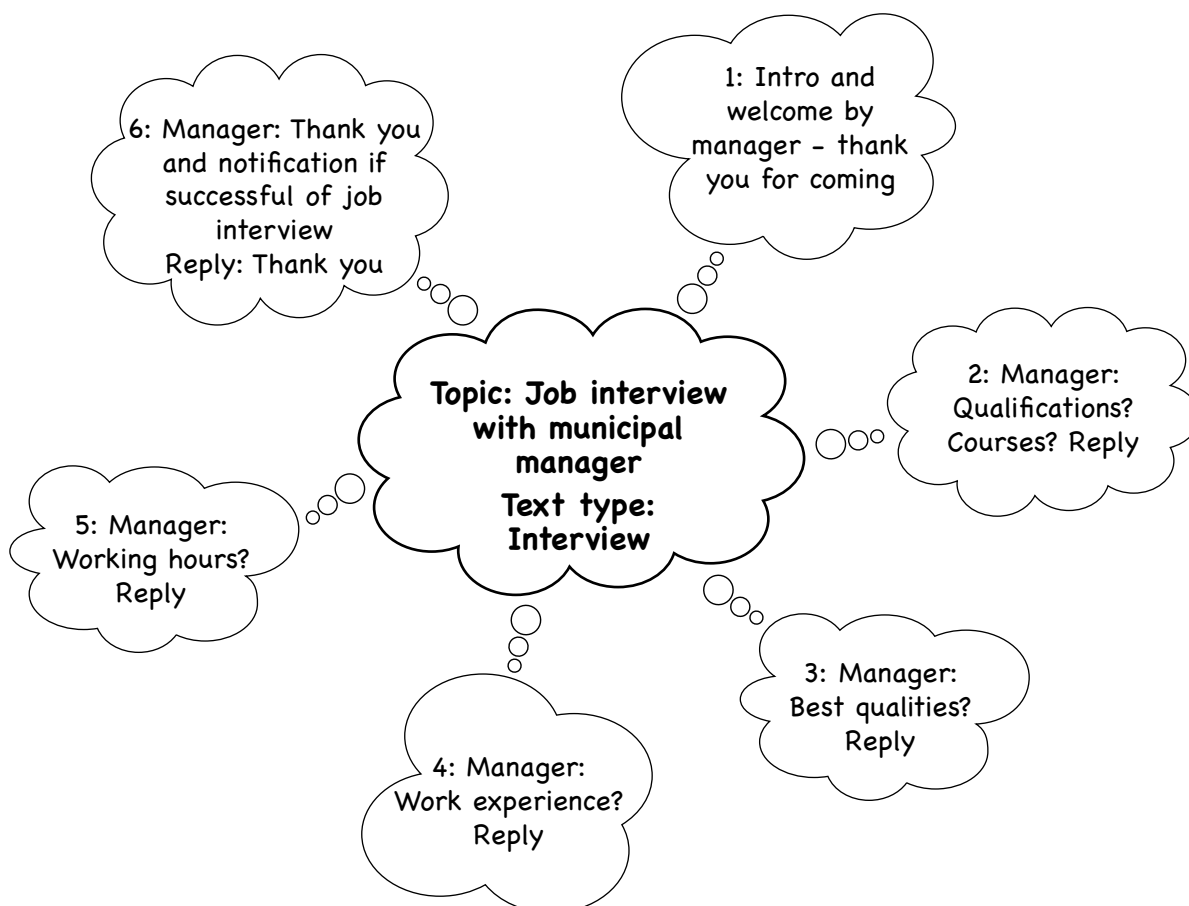 Topic: Job interview
with municipal
manager
Text type:
Interview
1: Intro and
welcome by
manager – thank
you for coming
2: Manager:
Qualifications?
Courses? Reply
3: Manager:
Best qualities?
Reply
4: Manager:
Work experience?
Reply
5: Manager:
Working hours?
Reply
6: Manager: Thank you
and notification if
successful of job
interview
Reply: Thank you